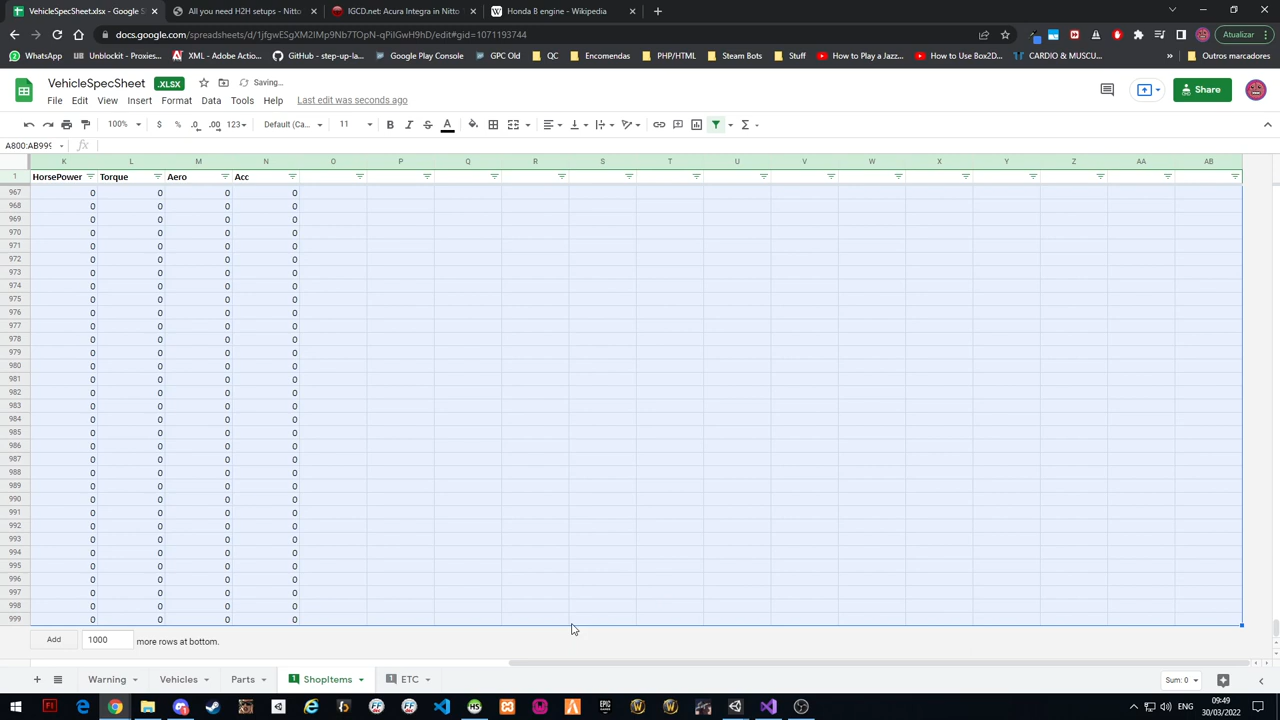 VehicleSpecSheet.xlsx - Google S
All you need H2H setups - Nitto
IGCD.net: Acura Integra in Nitto
Honda B engine - Wikipedia
docs.google.com/spreadsheets/d/
edit#gid=1071193744
Atualizar
WhatsApp
Unblockit - Proxies...
XML - Adobe Action...
GitHub - step-s-la...
Google Play Console
GPC Old
QC
Encomendas
PHP/HTML
Steam Bots
Stuff
How to Play a Jazz...
How to Use Box2D...
CARDIO & MUSCU...
Outros marcadores
VehicleSpecSheet .XLSX Saving...
Share
File Edit View Insert Format Data Tools Help Last edit was seconds ago
100% $ % .0 .00 123 Default (Ca... 11
A800:AB999 fx
K L M N O P Q R S T U V W X Y Z AA AB
1 HorsePower Torque Aero Acc
967 0 0 0 0
968 0 0 0 0
969 0 0 0 0
970 0 0 0 0
971 0 0 0 0
972 0 0 0 0
973 0 0 0 0
974 0 0 0 0
975 0 0 0 0
976 0 0 0 0
977 0 0 0 0
978 0 0 0 0
979 0 0 0 0
980 0 0 0 0
981 0 0 0 0
982 0 0 0 0
983 0 0 0 0
984 0 0 0 0
985 0 0 0 0
986 0 0 0 0
987 0 0 0 0
988 0 0 0 0
989 0 0 0 0
990 0 0 0 0
991 0 0 0 0
992 0 0 0 0
993 0 0 0 0
994 0 0 0 0
995 0 0 0 0
996 0 0 0 0
997 0 0 0 0
998 0 0 0 0
999 0 0 0 0
Add 1000 more rows at bottom.
Warning Vehicles Parts 1 ShopItems ETC
Sum: 0
ENG
09:49
30/03/2022